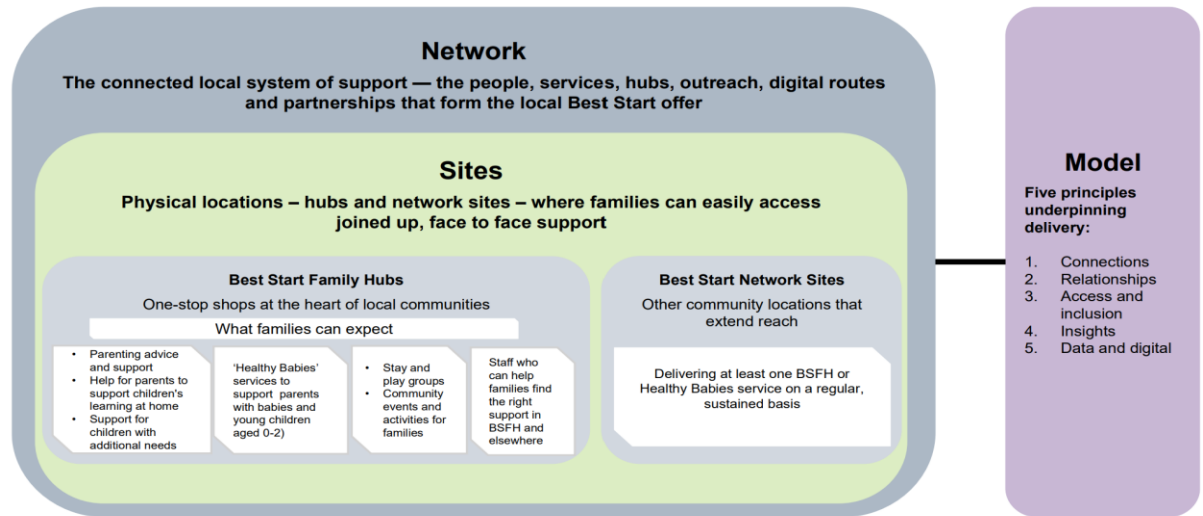 Network
The connected local system of support — the people, services, hubs, outreach, digital routes
and partnerships that form the local Best Start offer
Sites
Physical locations – hubs and network sites – where families can easily access
joined up, face to face support
Best Start Family Hubs
One-stop shops at the heart of local communities
What families can expect
• Parenting advice
and support
• Help for parents to
support children's
learning at home
• Support for
children with
additional needs
‘Healthy Babies’
services to
support parents
with babies and
young children
aged 0-2)
• Stay and
play groups
• Community
events and
activities for
families
Staff who
can help
families find
the right
support in
BSFH and
elsewhere
Best Start Network Sites
Other community locations that
extend reach
Delivering at least one BSFH or
Healthy Babies service on a regular,
sustained basis
Model
Five principles
underpinning
delivery:
1. Connections
2. Relationships
3. Access and
inclusion
4. Insights
5. Data and digital